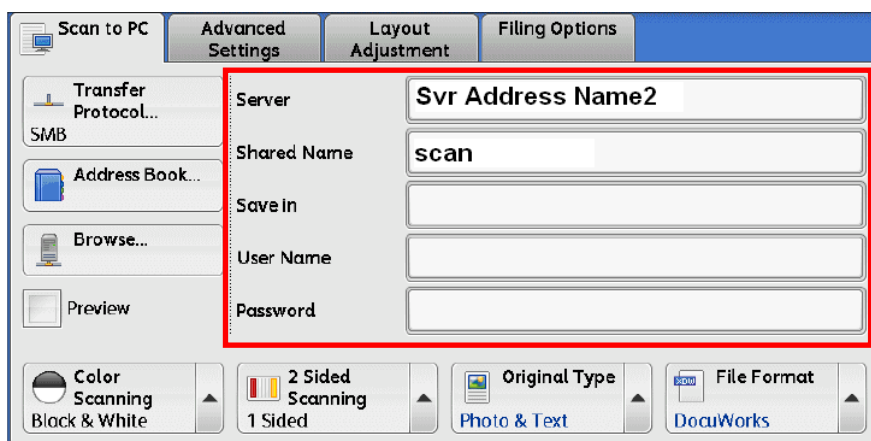 Scan to PC
Advanced
Settings
Layout
Adjustment
Filing Options
Transfer
Protocol...
SMB
Address Book...
Browse...
Preview
Server
Svr Address Name2
Shared Name
scan
Save in
User Name
Password
Color
Scanning
Black & White
2 Sided
Scanning
1 Sided
Original Type
Photo & Text
XDW
File Format
DocuWorks